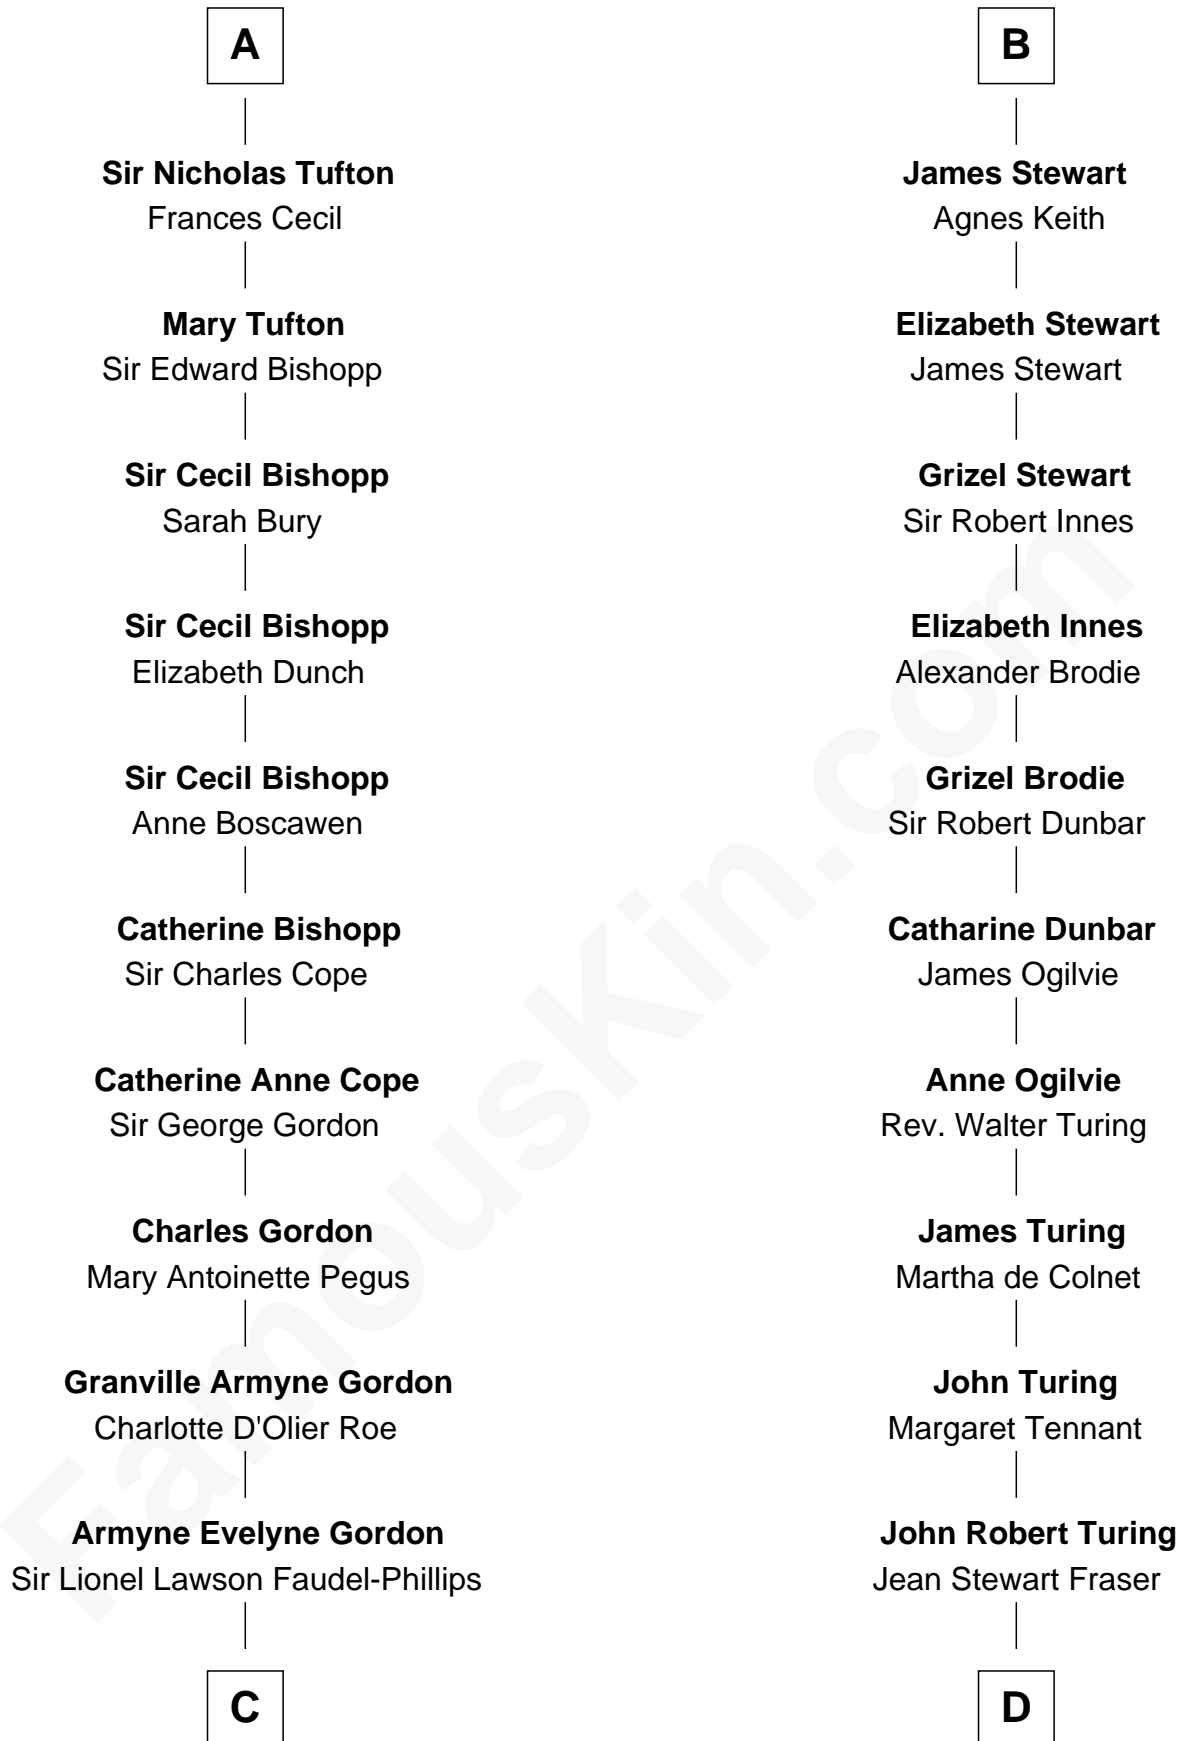 A
Sir Nicholas Tufton
Frances Cecil
Mary Tufton
Sir Edward Bishopp
Sir Cecil Bishopp
Sarah Bury
Sir Cecil Bishopp
Elizabeth Dunch
Sir Cecil Bishopp
Anne Boscawen
Catherine Bishopp
Sir Charles Cope
Catherine Anne Cope
Sir George Gordon
Charles Gordon
Mary Antoinette Pegus
Granville Armyne Gordon
Charlotte D'Olier Roe
Armyne Evelyne Gordon
Sir Lionel Lawson Faudel-Phillips
C
B
James Stewart
Agnes Keith
Elizabeth Stewart
James Stewart
Grizel Stewart
Sir Robert Innes
Elizabeth Innes
Alexander Brodie
Grizel Brodie
Sir Robert Dunbar
Catharine Dunbar
James Ogilvie
Anne Ogilvie
Rev. Walter Turing
James Turing
Martha de Colnet
John Turing
Margaret Tennant
John Robert Turing
Jean Stewart Fraser
D
FamousKin.com